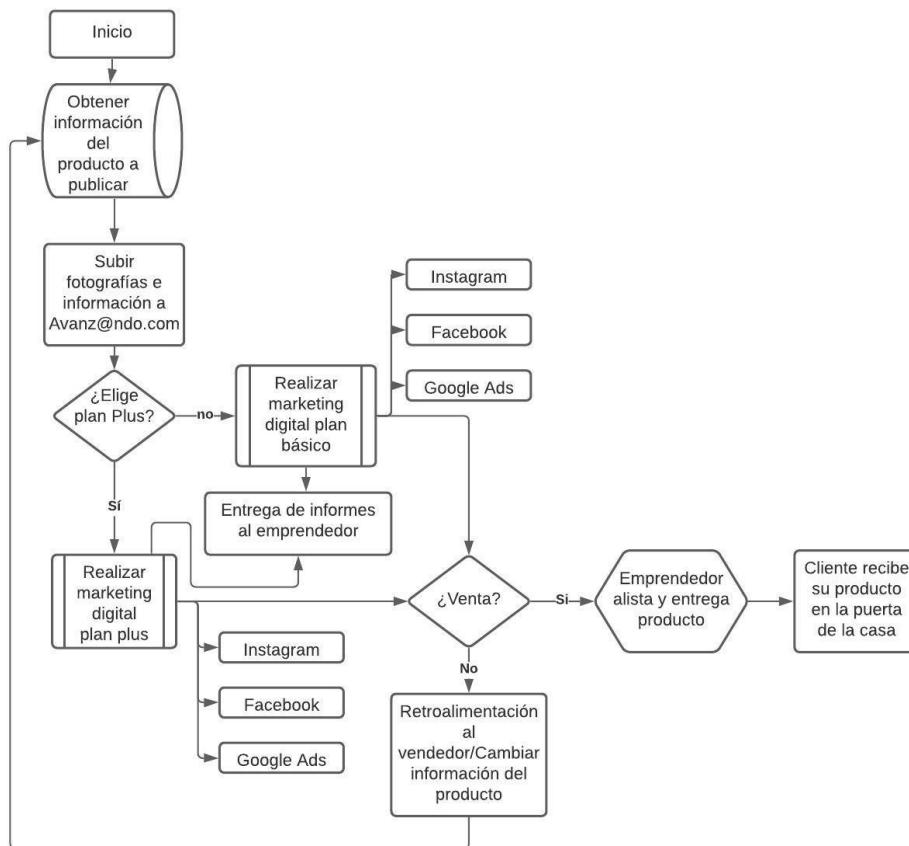 Inicio
Obtener
información
del
producto a
publicar
Subir
fotografías e
información a
Avanz@ndo.com
¿Elige
plan Plus?
no
Realizar
marketing
digital plan
básico
Instagram
Facebook
Google Ads
Entrega de informes
al emprendedor
Sí
Realizar
marketing
digital
plan plus
Instagram
Facebook
Google Ads
¿Venta?
Si
Emprendedor
alista y entrega
producto
Cliente recibe
su producto
en la puerta
de la casa
No
Retroalimentación
al
vendedor/Cambiar
información del
producto